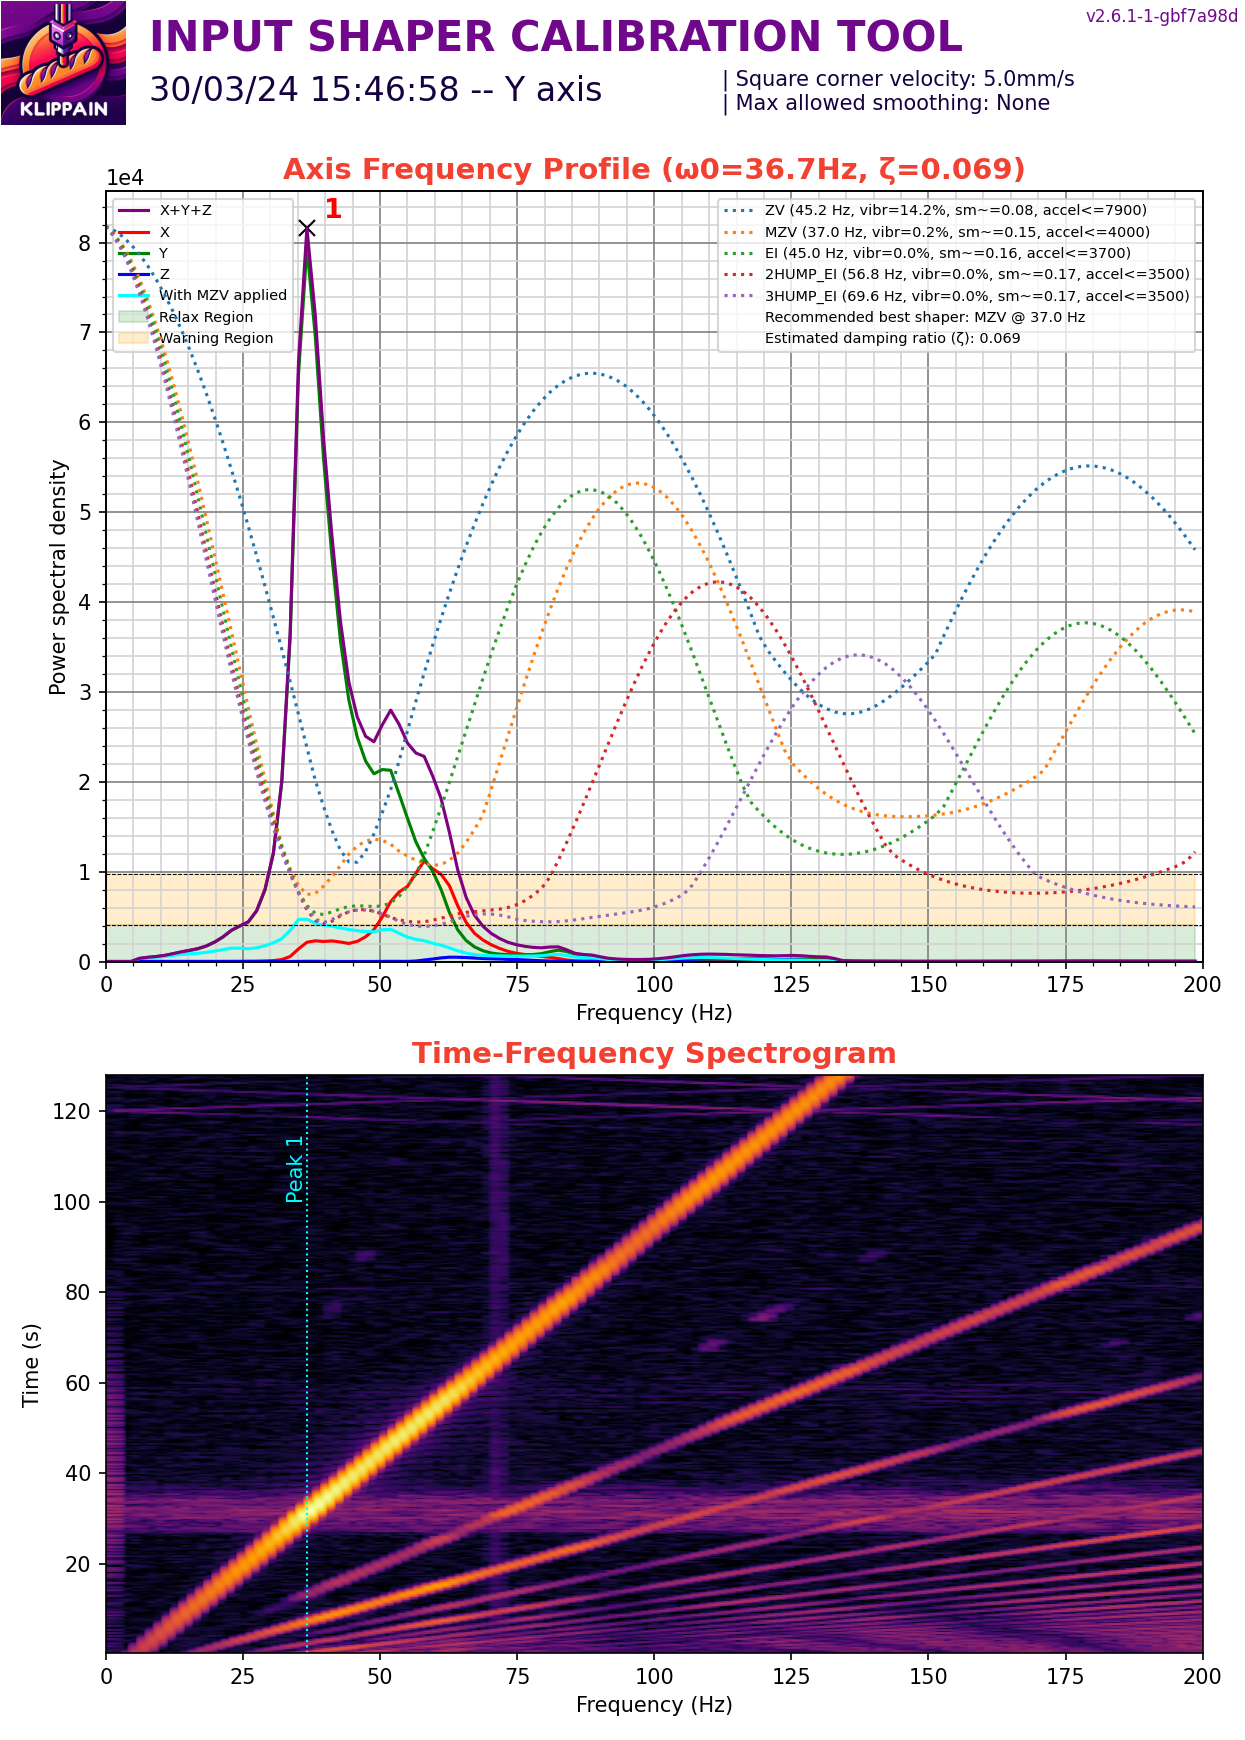 v2.6.1-1-gbf7a98d
INPUT SHAPER CALIBRATION TOOL
30/03/24 15:46:58 -- Y axis
| Square corner velocity: 5.0mm/s
| Max allowed smoothing: None
KLIPPAIN
Axis Frequency Profile (ω0=36.7Hz, ζ=0.069)
1e4
1
X+Y+Z
X
Y
Z
With MZV applied
Relax Region
Warning Region
ZV (45.2 Hz, vibr=14.2%, sm~=0.08, accel<=7900)
MZV (37.0 Hz, vibr=0.2%, sm~=0.15, accel<=4000)
EI (45.0 Hz, vibr=0.0%, sm~=0.16, accel<=3700)
2HUMP_EI (56.8 Hz, vibr=0.0%, sm~=0.17, accel<=3500)
3HUMP_EI (69.6 Hz, vibr=0.0%, sm~=0.17, accel<=3500)
Recommended best shaper: MZV @ 37.0 Hz
Estimated damping ratio (ζ): 0.069
8
7
6
5
4
3
2
1
0
Power spectral density
0 25 50 75 100 125 150 175 200
Frequency (Hz)
Time-Frequency Spectrogram
Peak 1
120
100
80
60
40
20
Time (s)
0 25 50 75 100 125 150 175 200
Frequency (Hz)